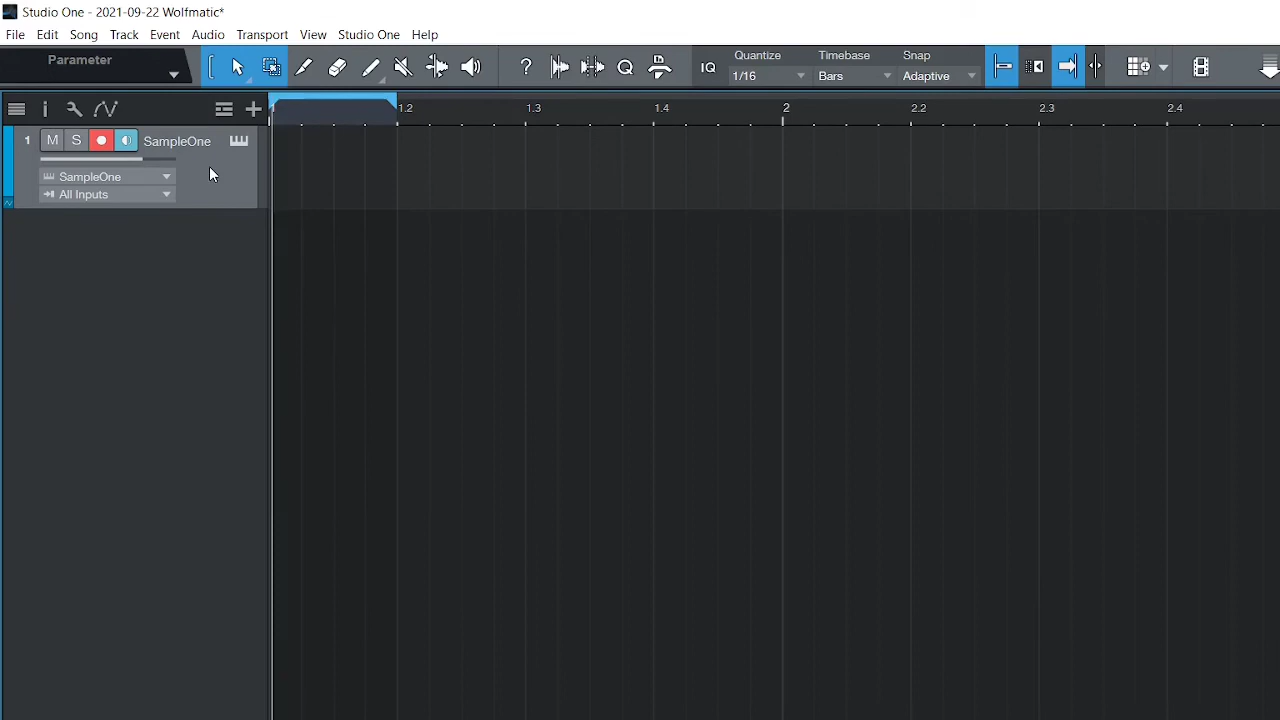 Studio One - 2021-09-22 Wolfmatic*
File Edit Song Track Event Audio Transport View Studio One Help
Parameter
? Q IQ
Quantize Timebase Snap
1/16 Bars Adaptive
i
1 1.2 1.3 1.4 2 2.2 2.3 2.4
1 M S SampleOne
SampleOne
All Inputs